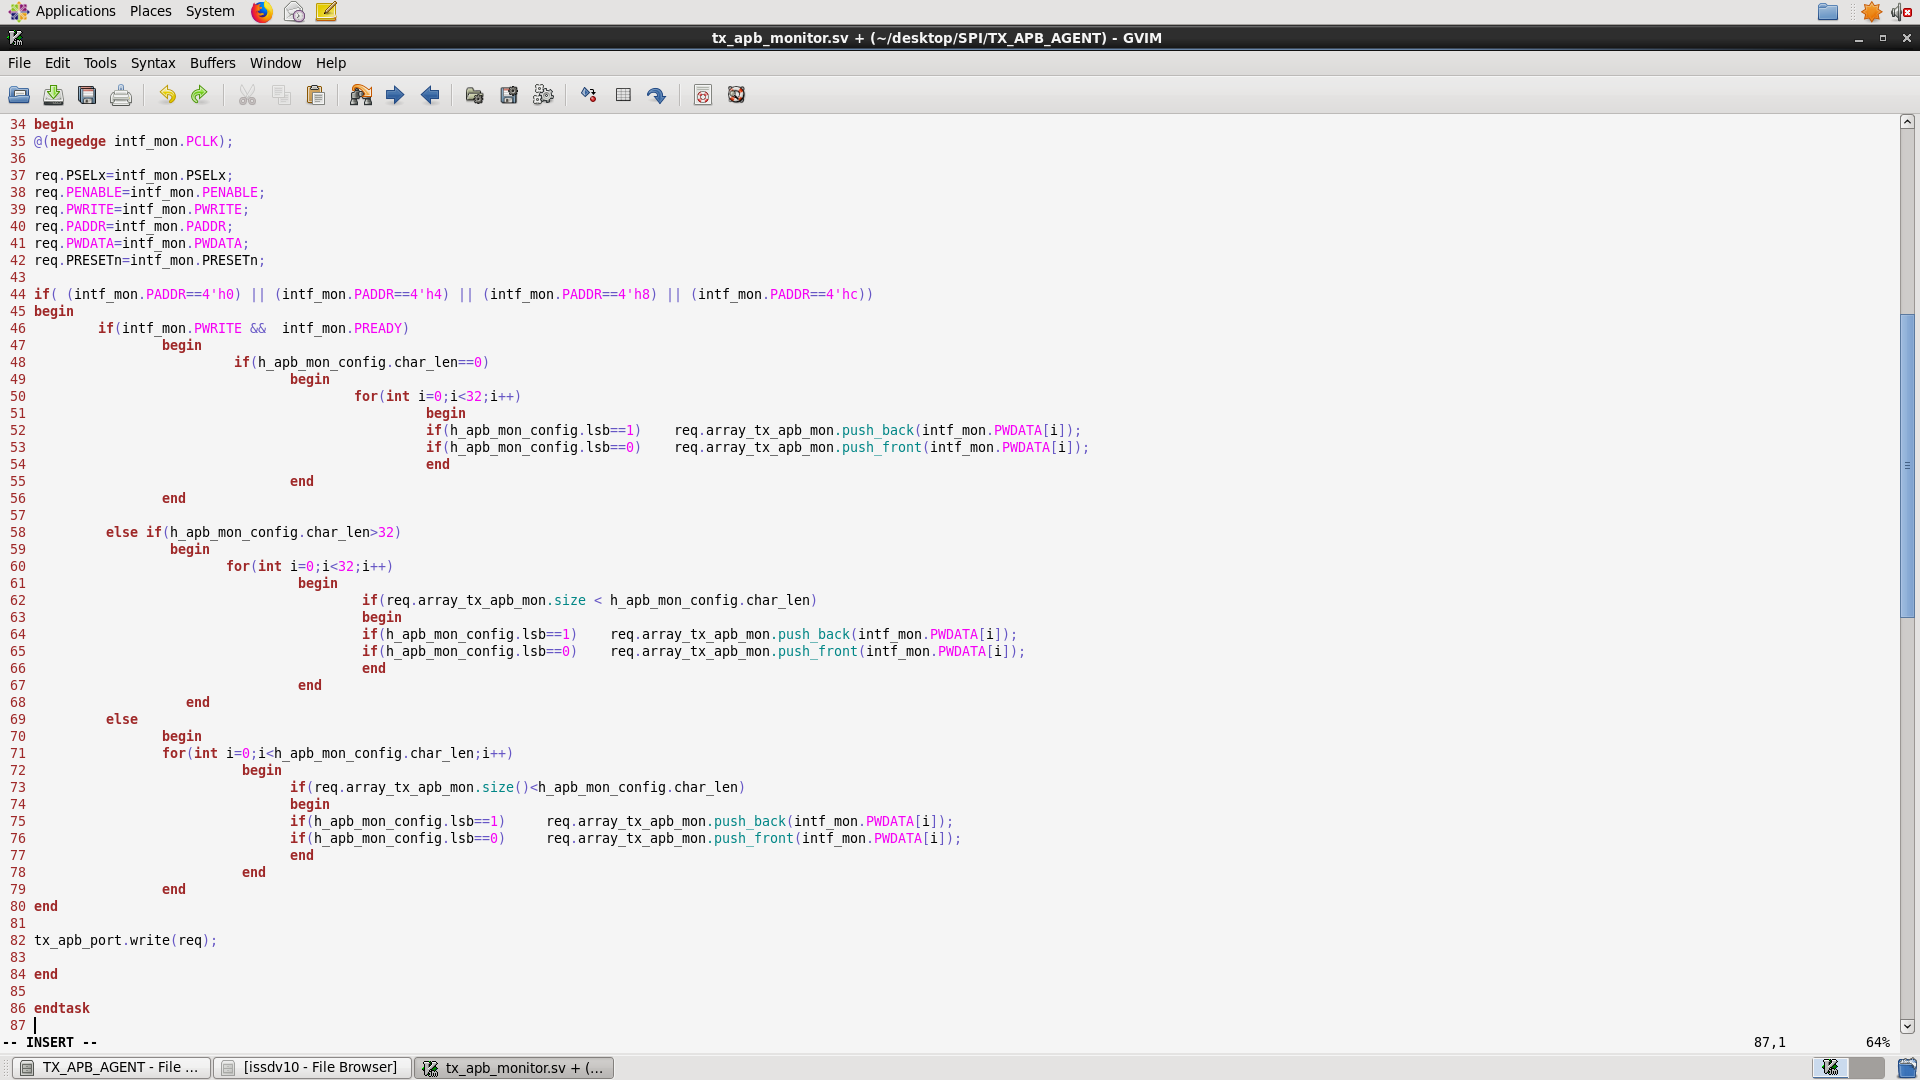 Applications Places System
tx_apb_monitor.sv + (~/desktop/SPI/TX_APB_AGENT) - GVIM
File Edit Tools Syntax Buffers Window Help
34 begin
35 @(negedge intf_mon.PCLK);
36
37 req.PSELx=intf_mon.PSELx;
38 req.PENABLE=intf_mon.PENABLE;
39 req.PWRITE=intf_mon.PWRITE;
40 req.PADDR=intf_mon.PADDR;
41 req.PWDATA=intf_mon.PWDATA;
42 req.PRESETn=intf_mon.PRESETn;
43
44 if( (intf_mon.PADDR==4'h0) || (intf_mon.PADDR==4'h4) || (intf_mon.PADDR==4'h8) || (intf_mon.PADDR==4'hc))
45 begin
46 if(intf_mon.PWRITE &&  intf_mon.PREADY)
47 begin
48 if(h_apb_mon_config.char_len==0)
49 begin
50 for(int i=0;i<32;i++)
51 begin
52 if(h_apb_mon_config.lsb==1)    req.array_tx_apb_mon.push_back(intf_mon.PWDATA[i]);
53 if(h_apb_mon_config.lsb==0)    req.array_tx_apb_mon.push_front(intf_mon.PWDATA[i]);
54 end
55 end
56 end
57
58 else if(h_apb_mon_config.char_len>32)
59 begin
60 for(int i=0;i<32;i++)
61 begin
62 if(req.array_tx_apb_mon.size < h_apb_mon_config.char_len)
63 begin
64 if(h_apb_mon_config.lsb==1)    req.array_tx_apb_mon.push_back(intf_mon.PWDATA[i]);
65 if(h_apb_mon_config.lsb==0)    req.array_tx_apb_mon.push_front(intf_mon.PWDATA[i]);
66 end
67 end
68 end
69 else
70 begin
71 for(int i=0;i<h_apb_mon_config.char_len;i++)
72 begin
73 if(req.array_tx_apb_mon.size()<h_apb_mon_config.char_len)
74 begin
75 if(h_apb_mon_config.lsb==1)     req.array_tx_apb_mon.push_back(intf_mon.PWDATA[i]);
76 if(h_apb_mon_config.lsb==0)     req.array_tx_apb_mon.push_front(intf_mon.PWDATA[i]);
77 end
78 end
79 end
80 end
81
82 tx_apb_port.write(req);
83
84 end
85
86 endtask
87
-- INSERT -- 87,1 64%
TX_APB_AGENT - File ... [issdv10 - File Browser] tx_apb_monitor.sv + (...